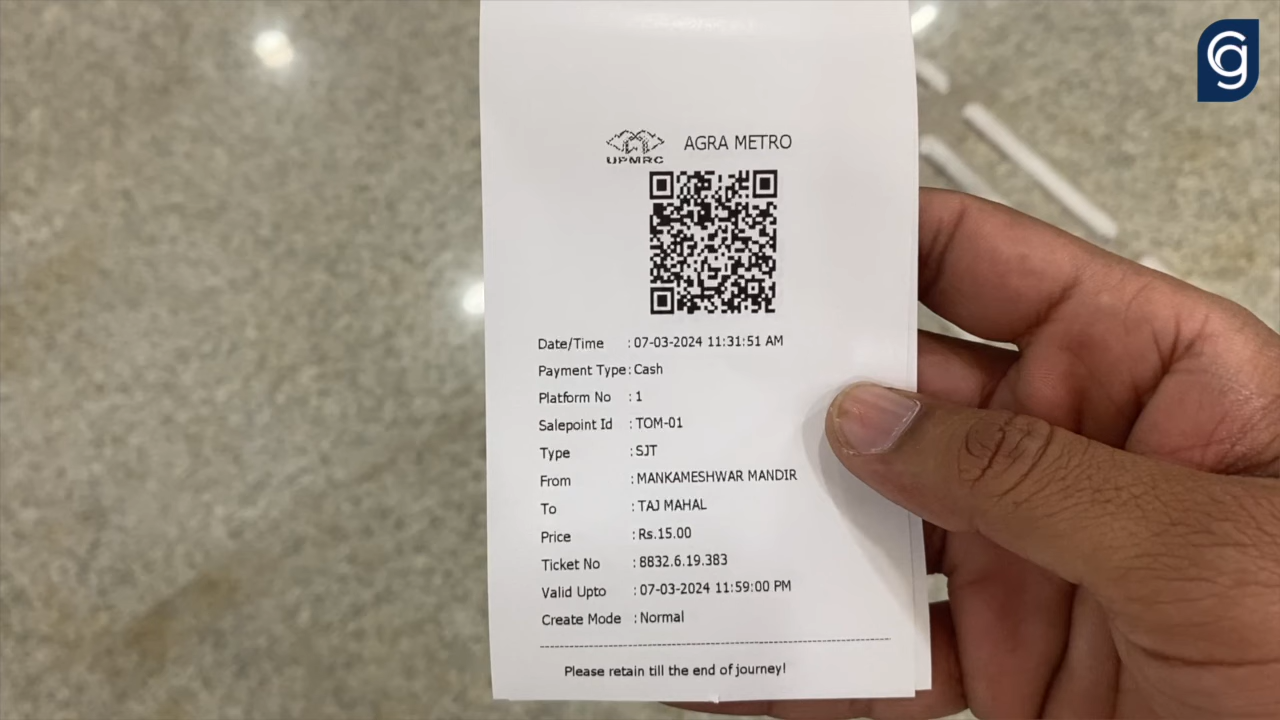 UPMRC
AGRA METRO
Date/Time : 07-03-2024 11:31:51 AM
Payment Type : Cash
Platform No : 1
Salepoint Id : TOM-01
Type : SJT
From : MANKAMESHWAR MANDIR
To : TAJ MAHAL
Price : Rs.15.00
Ticket No : 8832.6.19.383
Valid Upto : 07-03-2024 11:59:00 PM
Create Mode : Normal
Please retain till the end of journey!